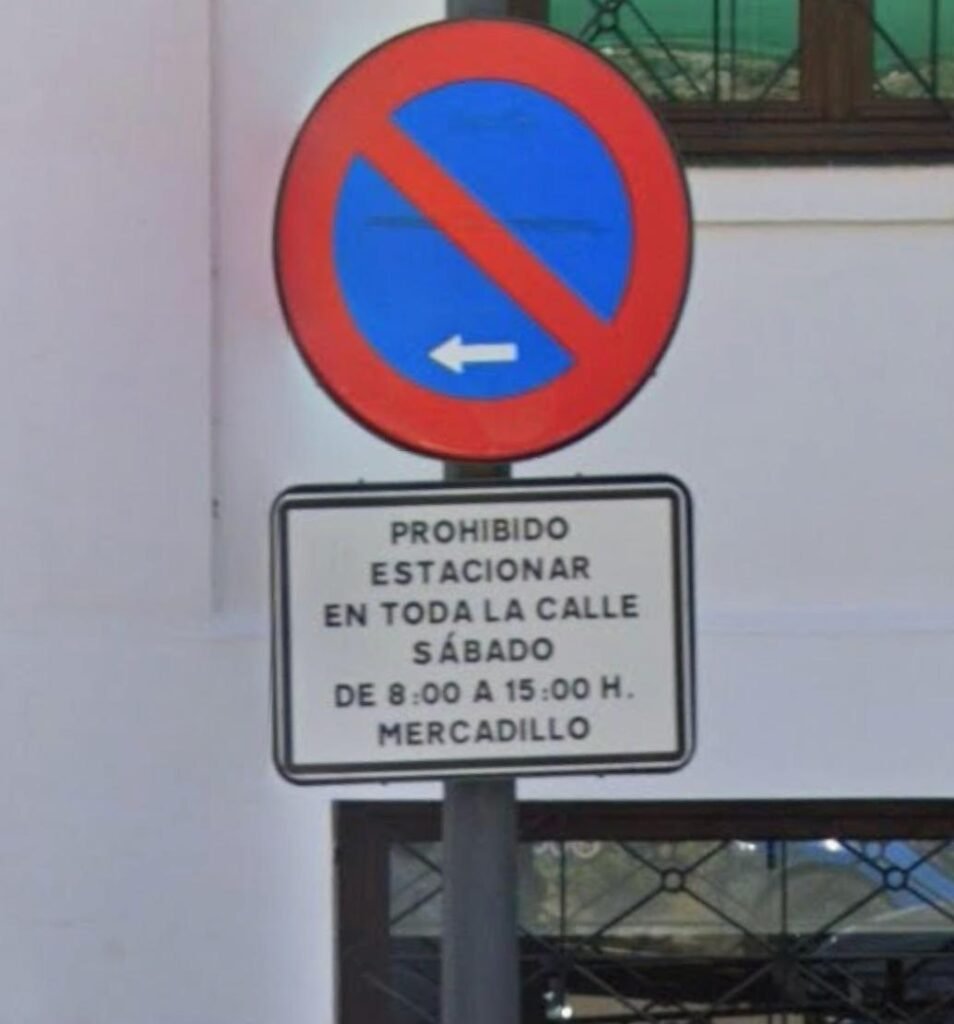 PROHIBIDO
ESTACIONAR
EN TODA LA CALLE
SÁBADO
DE 8:00 A 15:00 H.
MERCADILLO